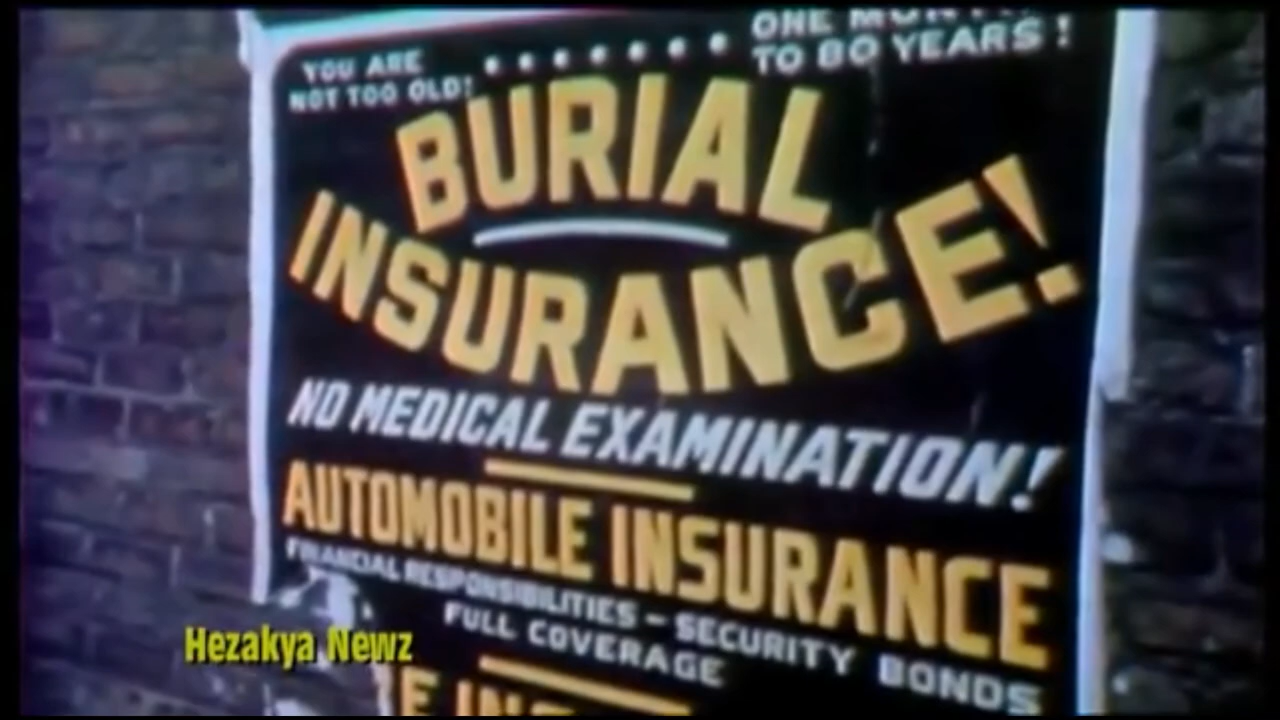 YOU ARE
NOT TOO OLD!
ONE MONTH
TO 80 YEARS!
BURIAL
INSURANCE!
NO MEDICAL EXAMINATION!
AUTOMOBILE INSURANCE
FINANCIAL RESPONSIBILITIES - SECURITY BONDS
FULL COVERAGE
Hezakya Newz